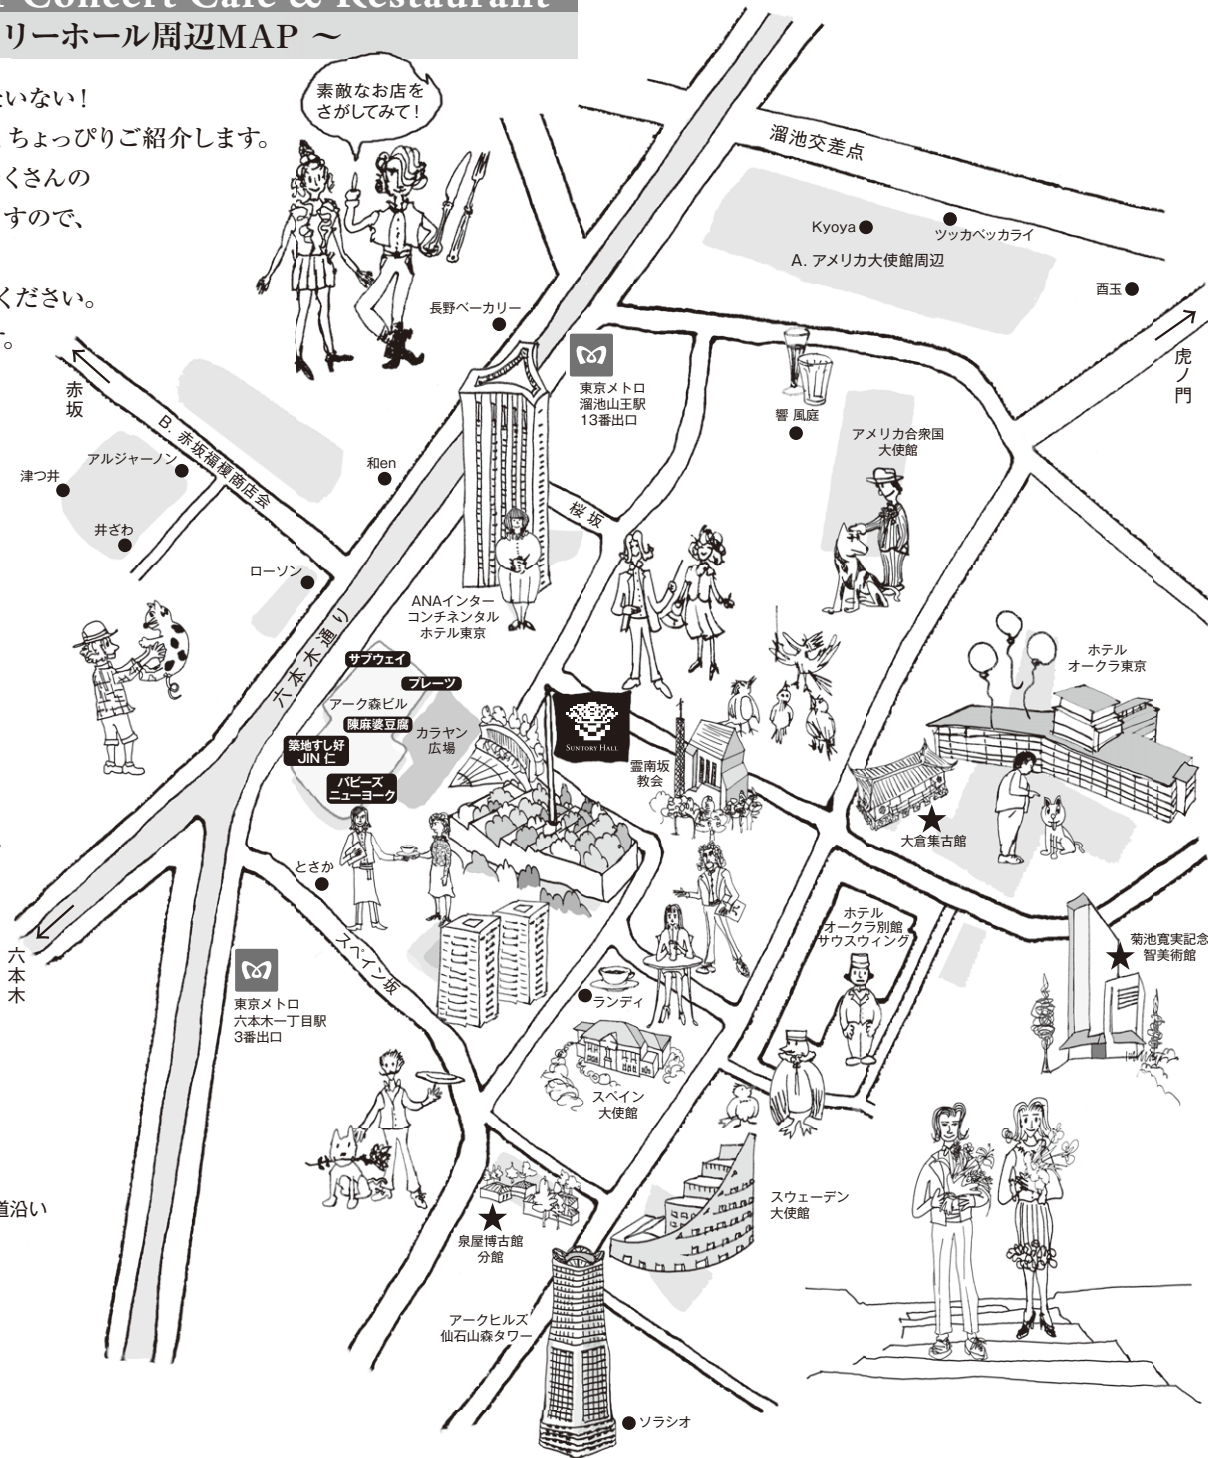 Concert Cafe & Restaurant
リーホール周辺MAP ～
いない！
ちょっぴりご紹介します。
くさんの
すので、
ください。
す。
素敵なお店を
さがしてみて！
溜池交差点
Kyoya
ツッカベッカライ
A. アメリカ大使館周辺
酉玉
虎ノ門
長野ベーカリー
東京メトロ
溜池山王駅
13番出口
響 風庭
アメリカ合衆国
大使館
赤坂
B. 赤坂福榎商店会
アルジャーノン
津つ井
井ざわ
和en
ローソン
桜坂
ANAインター
コンチネンタル
ホテル東京
六本木通り
サブウェイ
プレーツ
アーク森ビル
陳麻婆豆腐
カラヤン
広場
築地すし好
JIN 仁
バビーズ
ニューヨーク
SUNTORY HALL
霊南坂
教会
ホテル
オークラ東京
大倉集古館
とさか
スペイン坂
六本木
東京メトロ
六本木一丁目駅
3番出口
ホテル
オークラ別館
サウスウィング
菊池寛実記念
智美術館
ランディ
スペイン
大使館
スウェーデン
大使館
道沿い
泉屋博古館
分館
アークヒルズ
仙石山森タワー
ソラシオ